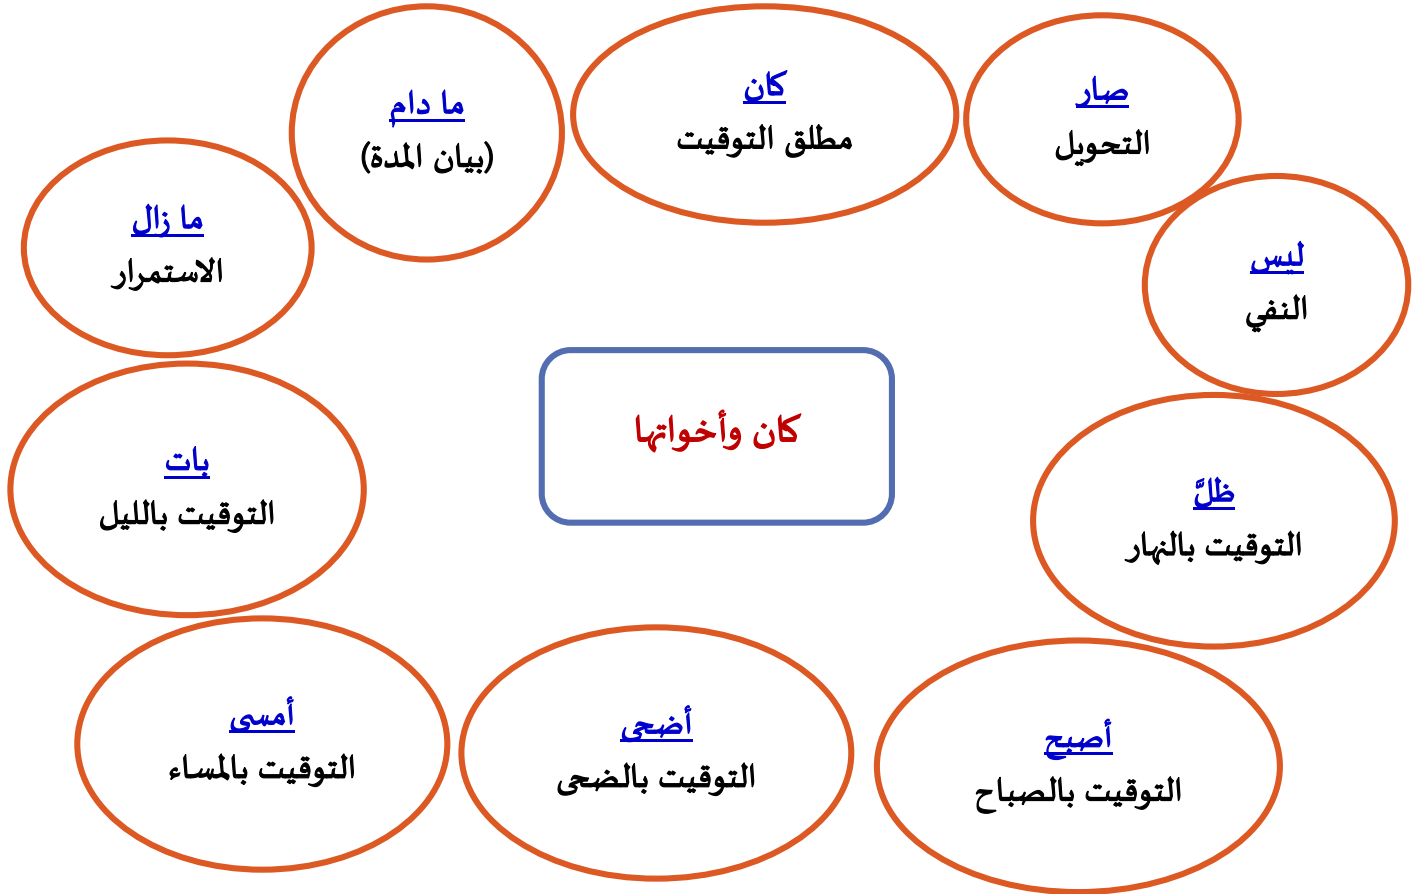 كان وأخواتها
كان
مطلق التوقيت
صار
التحويل
ليس
النفي
ظلَّ
التوقيت بالنهار
أصبح
التوقيت بالصباح
أضحى
التوقيت بالضحى
أمسى
التوقيت بالمساء
بات
التوقيت بالليل
ما زال
الاستمرار
ما دام
(بيان المدة)